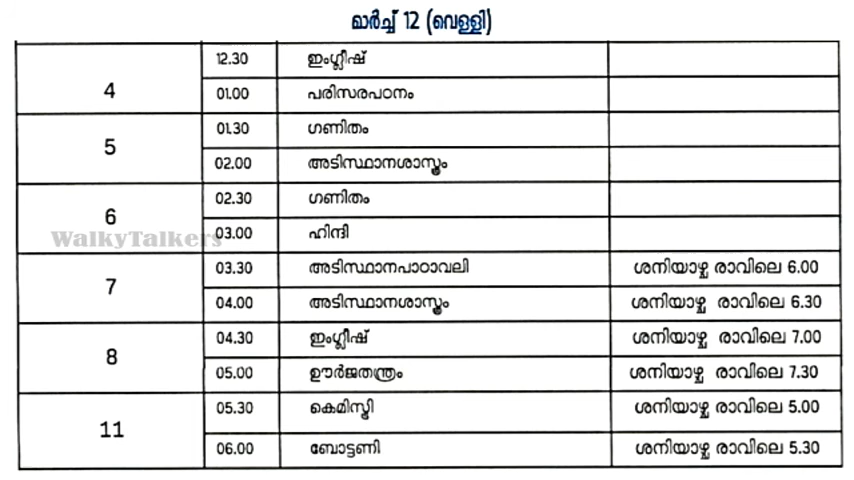 മാർച്ച് 12 (വെള്ളി)
4 12.30 ഇംഗ്ലീഷ്
01.00 പരിസരപഠനം
5 01.30 ഗണിതം
02.00 അടിസ്ഥാനശാസ്ത്രം
6 02.30 ഗണിതം
WalkyTalkers 03.00 ഹിന്ദി
7 03.30 അടിസ്ഥാനപാഠാവലി ശനിയാഴ്ച രാവിലെ 6.00
04.00 അടിസ്ഥാനശാസ്ത്രം ശനിയാഴ്ച രാവിലെ 6.30
8 04.30 ഇംഗ്ലീഷ് ശനിയാഴ്ച രാവിലെ 7.00
05.00 ഊർജതന്ത്രം ശനിയാഴ്ച രാവിലെ 7.30
11 05.30 കെമിസ്ട്രി ശനിയാഴ്ച രാവിലെ 5.00
06.00 ബോട്ടണി ശനിയാഴ്ച രാവിലെ 5.30